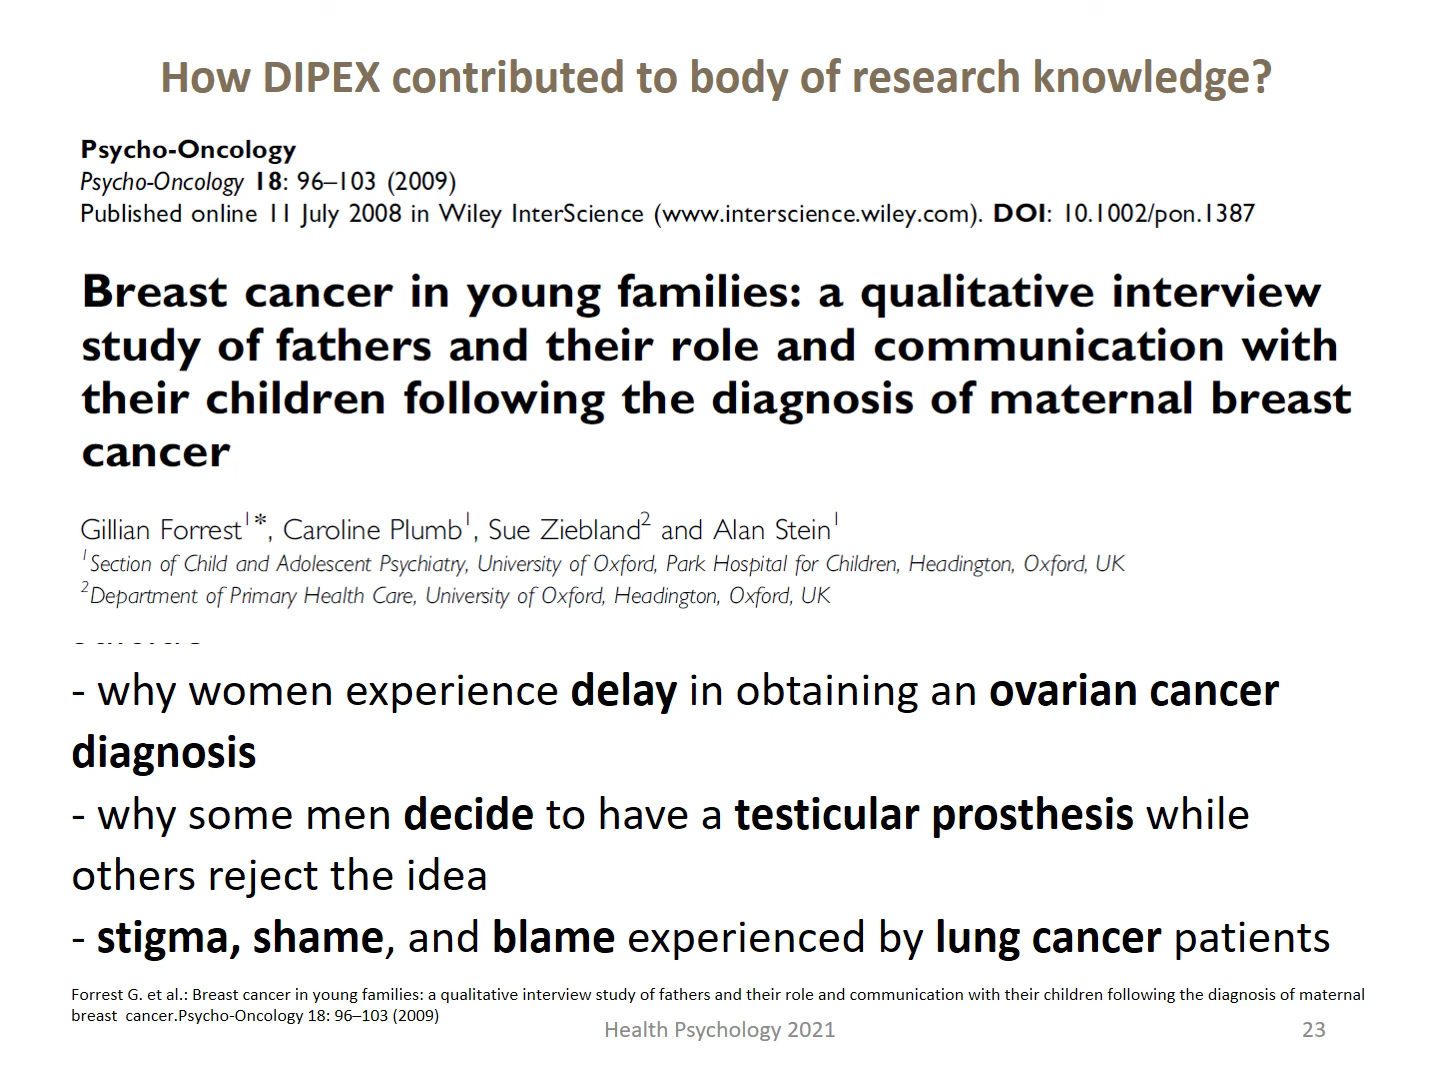 How DIPEX contributed to body of research knowledge?
Psycho-Oncology
Psycho-Oncology 18: 96–103 (2009)
Published online 11 July 2008 in Wiley InterScience (www.interscience.wiley.com). DOI: 10.1002/pon.1387
Breast cancer in young families: a qualitative interview
study of fathers and their role and communication with
their children following the diagnosis of maternal breast
cancer
Gillian Forrest1*, Caroline Plumb1, Sue Ziebland2 and Alan Stein1
1Section of Child and Adolescent Psychiatry, University of Oxford, Park Hospital for Children, Headington, Oxford, UK
2Department of Primary Health Care, University of Oxford, Headington, Oxford, UK
- why women experience delay in obtaining an ovarian cancer
diagnosis
- why some men decide to have a testicular prosthesis while
others reject the idea
- stigma, shame, and blame experienced by lung cancer patients
Forrest G. et al.: Breast cancer in young families: a qualitative interview study of fathers and their role and communication with their children following the diagnosis of maternal
breast cancer.Psycho-Oncology 18: 96–103 (2009)
Health Psychology 2021
23